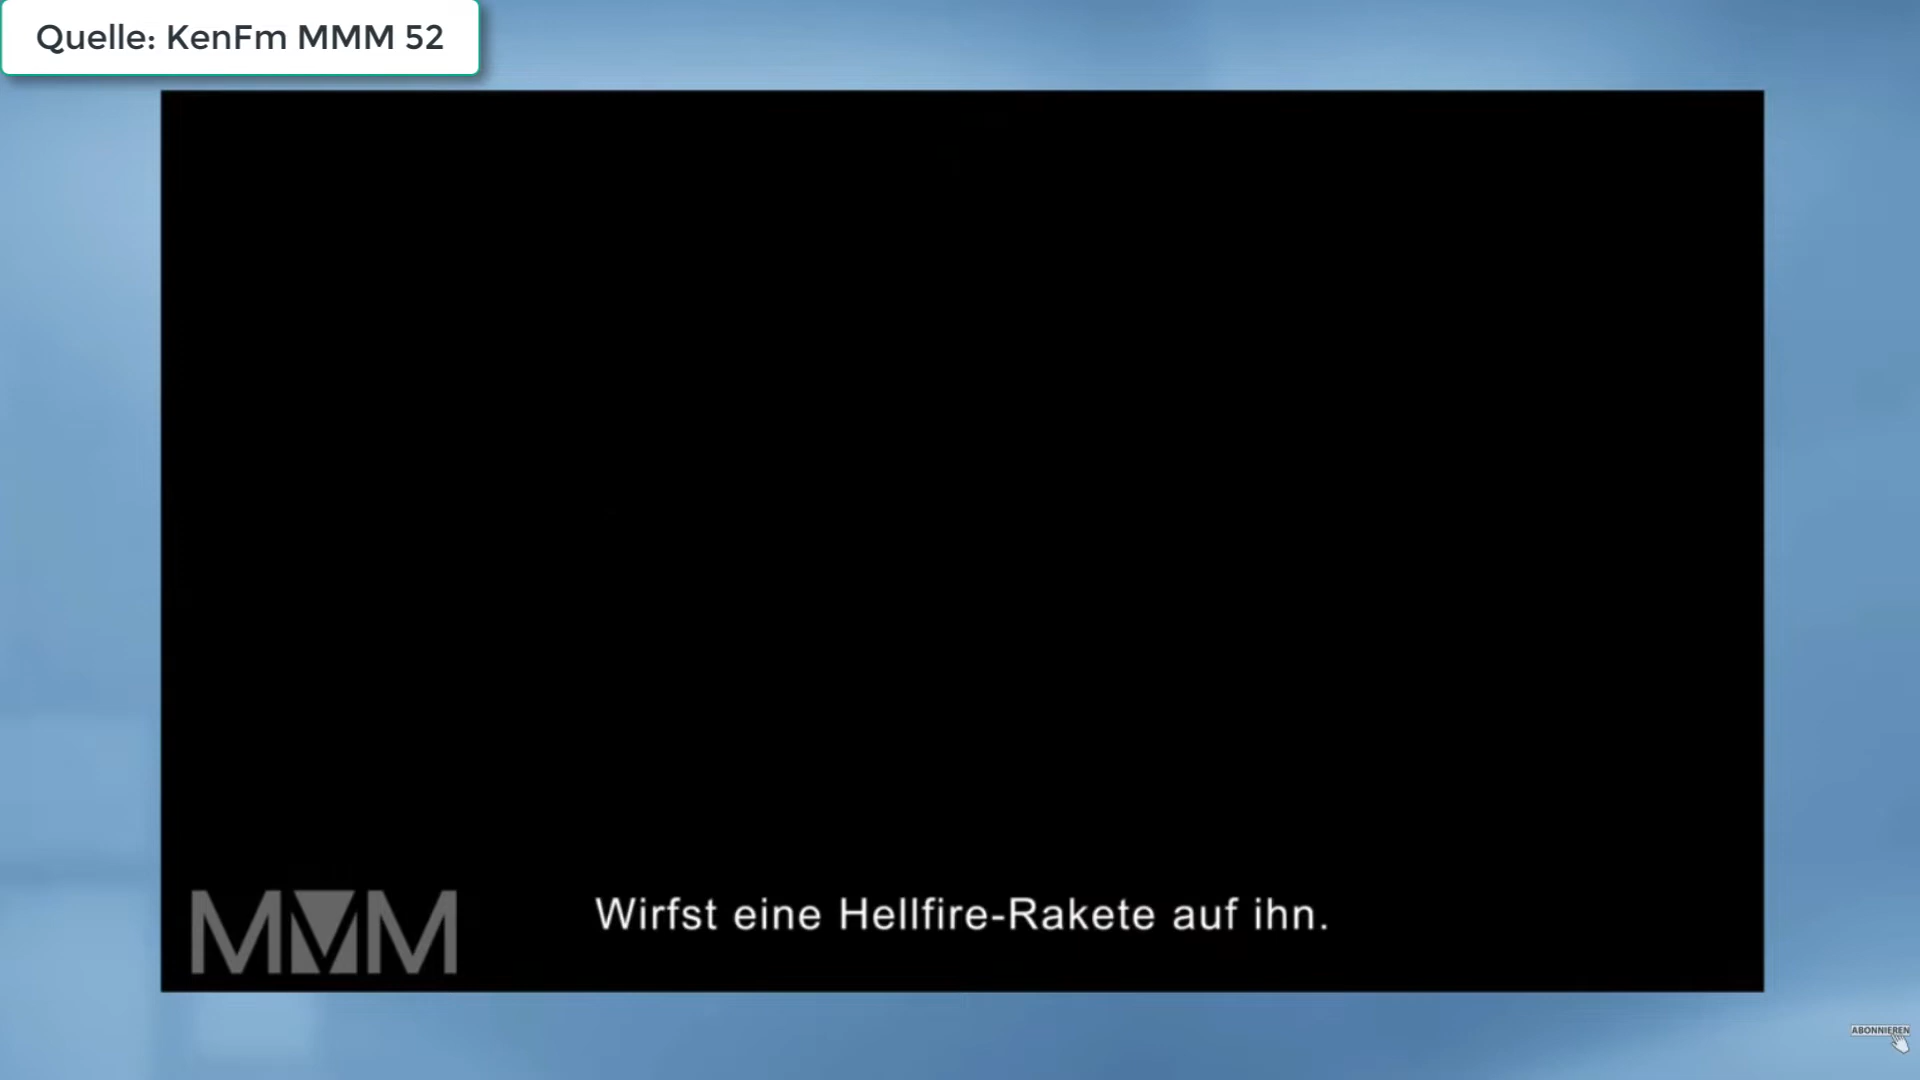 Quelle: KenFm MMM 52
MMM
Wirfst eine Hellfire-Rakete auf ihn.
ABONNIEREN